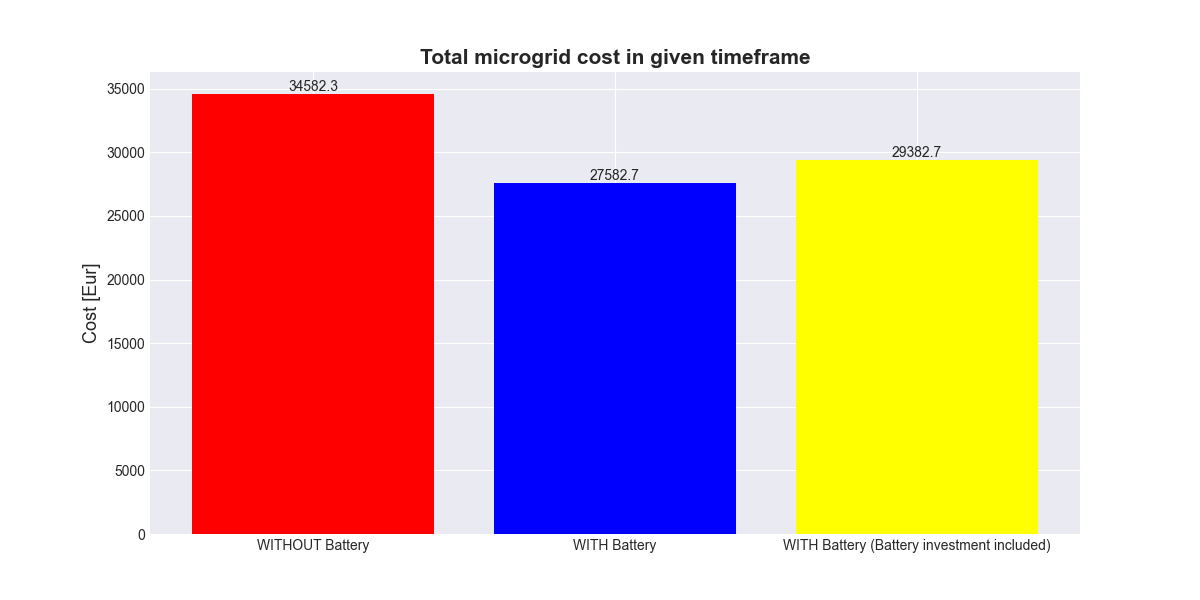 Total microgrid cost in given timeframe
34582.3
27582.7
29382.7
Cost [Eur]
35000
30000
25000
20000
15000
10000
5000
0
WITHOUT Battery
WITH Battery
WITH Battery (Battery investment included)